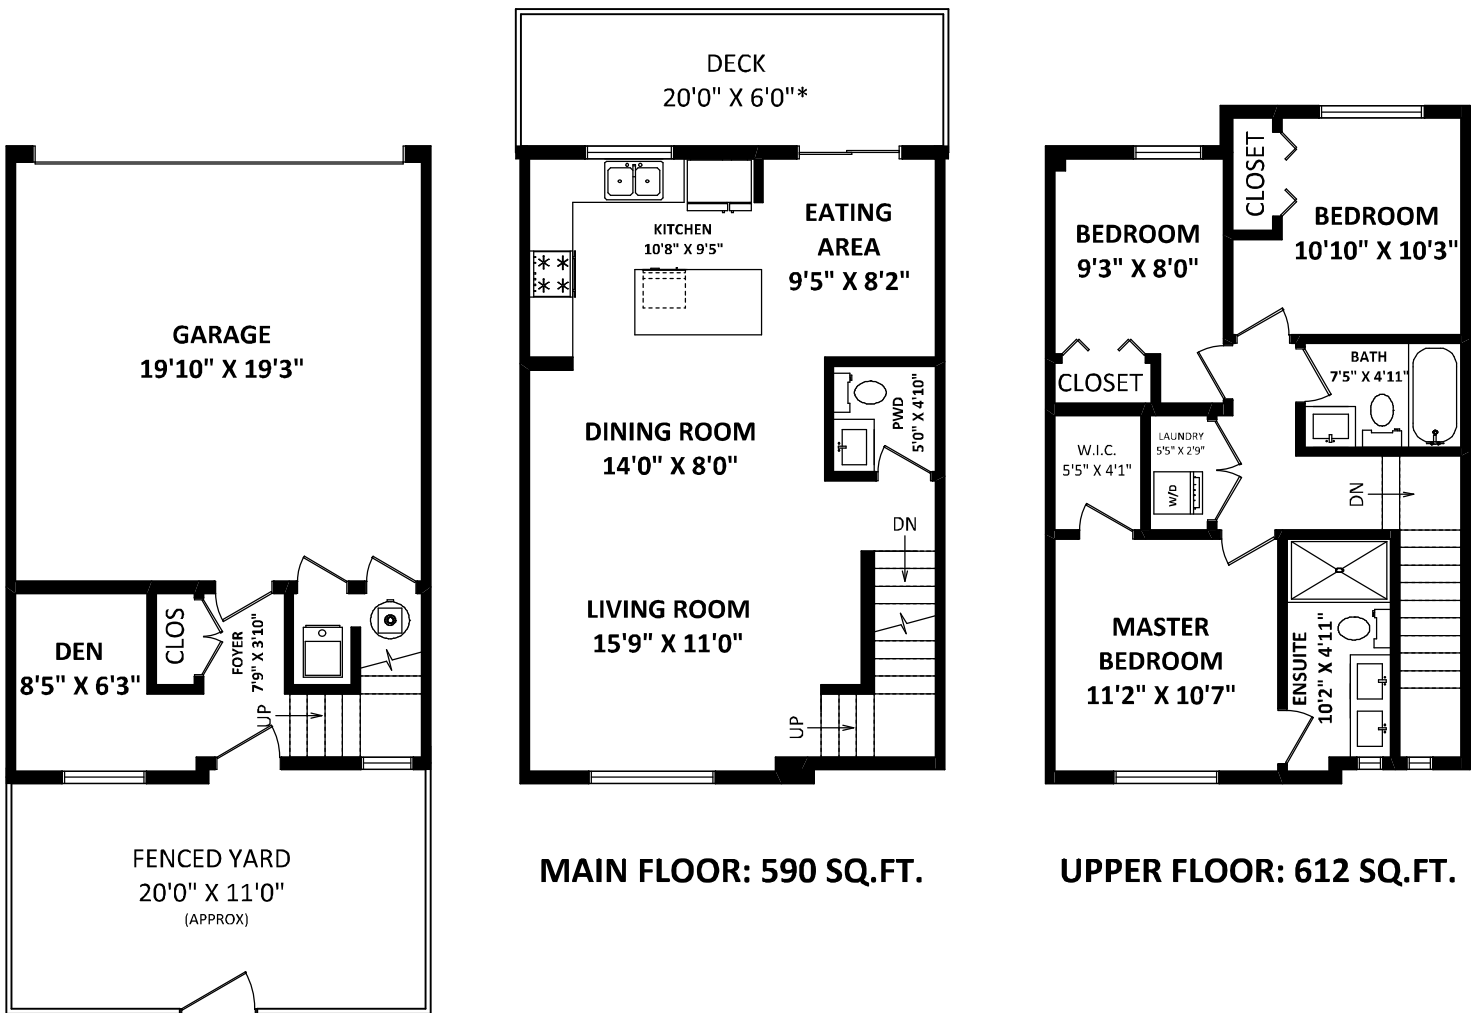 GARAGE
19'10" X 19'3"
DEN
8'5" X 6'3"
CLOS
FOYER
7'9" X 3'10"
UP
FENCED YARD
20'0" X 11'0"
(APPROX)
DECK
20'0" X 6'0"*
KITCHEN
10'8" X 9'5"
EATING
AREA
9'5" X 8'2"
DINING ROOM
14'0" X 8'0"
PWD
5'0" X 4'10"
DN
LIVING ROOM
15'9" X 11'0"
UP
MAIN FLOOR: 590 SQ.FT.
CLOSET
BEDROOM
10'10" X 10'3"
BEDROOM
9'3" X 8'0"
CLOSET
BATH
7'5" X 4'11"
W.I.C.
5'5" X 4'1"
LAUNDRY
5'5" X 2'9"
W/D
DN
MASTER
BEDROOM
11'2" X 10'7"
ENSUITE
10'2" X 4'11"
UPPER FLOOR: 612 SQ.FT.